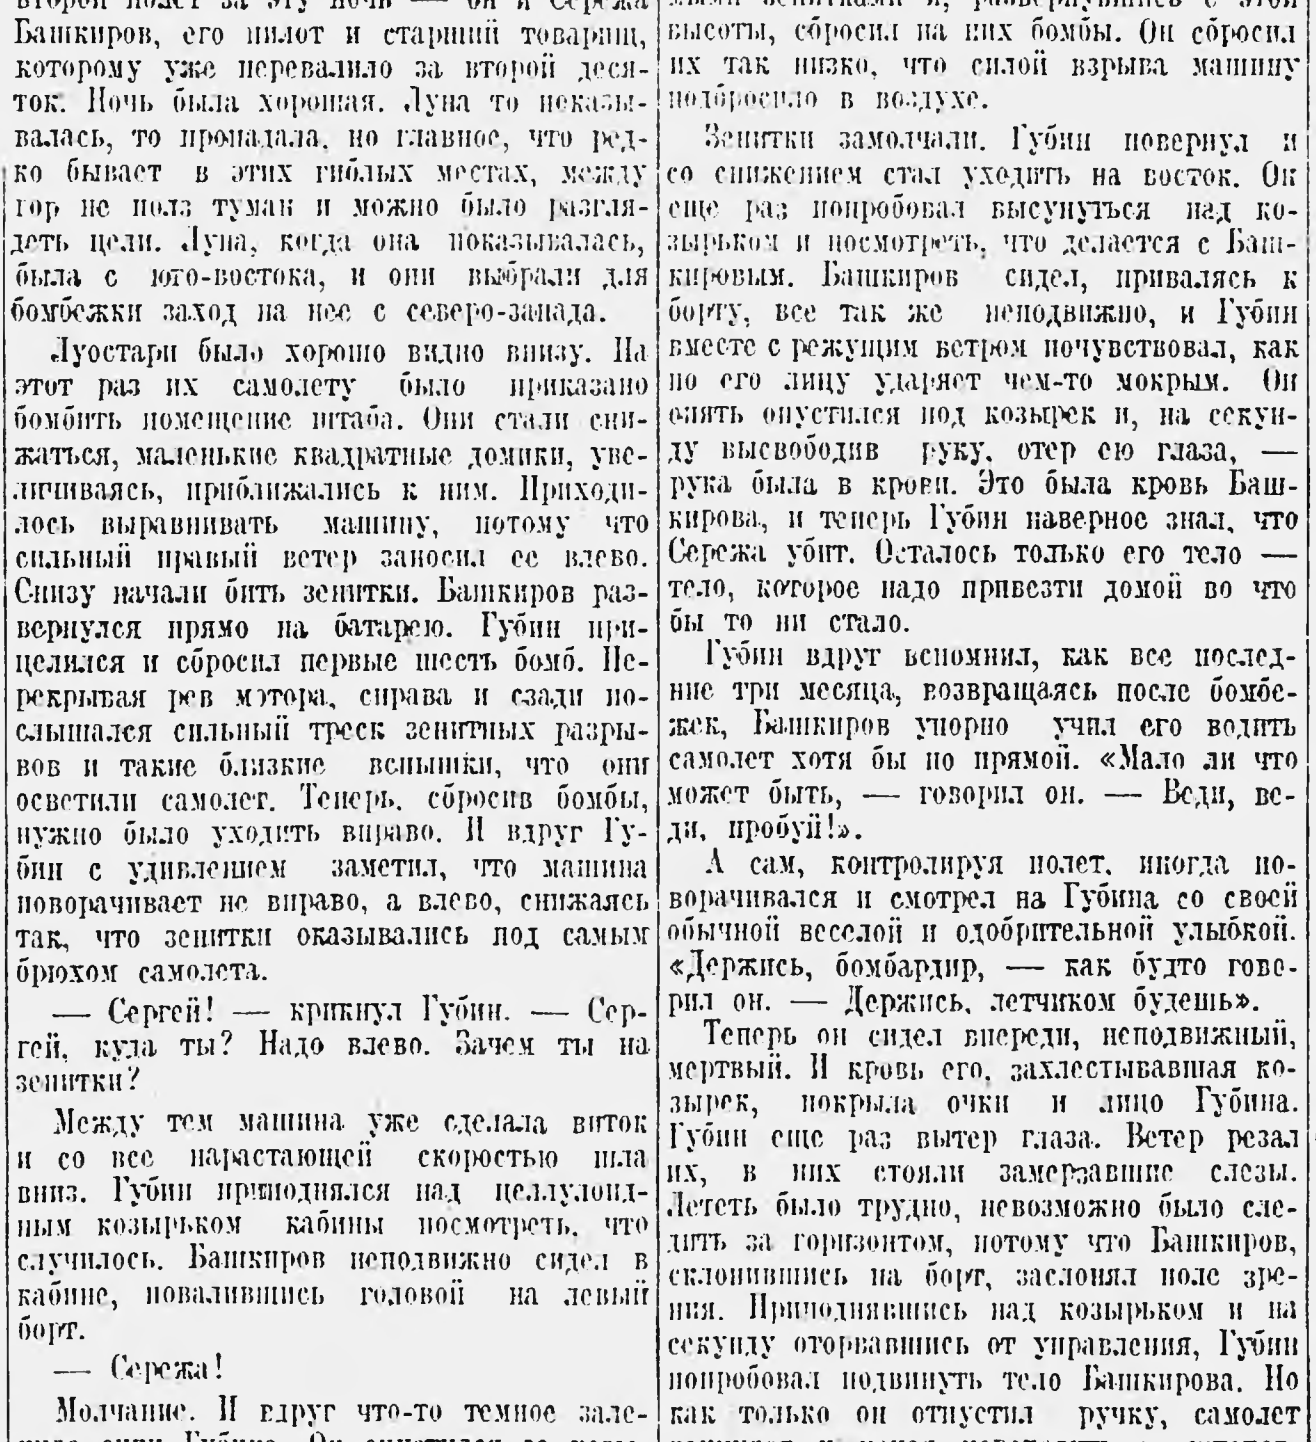 второй полет за эту ночь — он и Сережа
Башкиров, его пилот и старший товарищ,
которому уже перевалило за второй деся-
ток. Ночь была хорошая. Луна то показы-
валась, то пропадала, но главное, что ред-
ко бывает в этих гиблых местах, между
гор не полз туман и можно было разгля-
деть цели. Луна, когда она показывалась,
была с юго-востока, и они выбрали для
бомбежки заход на нее с северо-запада.
Луостари было хорошо видно внизу. На
этот раз их самолету было приказано
бомбить помещение штаба. Они стали сни-
жаться, маленькие квадратные домики, уве-
личиваясь, приближались к ним. Приходи-
лось выравнивать машину, потому что
сильный правый ветер заносил ее влево.
Снизу начали бить зенитки. Башкиров раз-
вернулся прямо на батарею. Губин при-
целился и сбросил первые шесть бомб. Пе-
рекрывая рев мотора, справа и сзади по-
слышался сильный треск зенитных разры-
вов и такие близкие вспышки, что они
осветили самолет. Теперь, сбросив бомбы,
нужно было уходить вправо. И вдруг Гу-
бин с удивлением заметил, что машина
поворачивает не вправо, а влево, снижаясь
так, что зенитки оказывались под самым
брюхом самолета.
— Сергей! — крикнул Губин. — Сер-
гей, куда ты? Надо влево. Зачем ты на
зенитки?
Между тем машина уже сделала виток
и со все нарастающей скоростью шла
вниз. Губин приподнялся над целлулоид-
ным козырьком кабины посмотреть, что
случилось. Башкиров неподвижно сидел в
кабине, повалившись головой на левый
борт.
— Сережа!
Молчание. И вдруг что-то темное зале-
Губина. Он
высоты, сбросил на них бомбы. Он сбросил
их так низко, что силой взрыва машину
подбросило в воздухе.
Зенитки замолчали. Губин повернул и
со снижением стал уходить на восток. Он
еще раз попробовал высунуться над ко-
зырьком и посмотреть, что делается с Баш-
кировым. Башкиров сидел, привалясь к
борту, все так же неподвижно, и Губин
вместе с режущим ветром почувствовал, как
по его лицу ударяет чем-то мокрым. Он
опять опустился под козырек и, на секун-
ду высвободив руку, отер ею глаза, —
рука была в крови. Это была кровь Баш-
кирова, и теперь Губин наверное знал, что
Сережа убит. Осталось только его тело —
тело, которое надо привезти домой во что
бы то ни стало.
Губин вдруг вспомнил, как все послед-
ние три месяца, возвращаясь после бомбе-
жек, Башкиров упорно учил его водить
самолет хотя бы по прямой. «Мало ли что
может быть, — говорил он. — Веди, ве-
ди, пробуй!».
А сам, контролируя полет, иногда по-
ворачивался и смотрел на Губина со своей
обычной веселой и одобрительной улыбкой.
«Держись, бомбардир, — как будто гово-
рил он. — Держись, летчиком будешь».
Теперь он сидел впереди, неподвижный,
мертвый. И кровь его, захлестывавшая ко-
зырек, покрыла очки и лицо Губина.
Губин еще раз вытер глаза. Ветер резал
их, в них стояли замерзавшие слезы.
Лететь было трудно, невозможно было сле-
дить за горизонтом, потому что Башкиров,
склонившись на борт, заслонял поле зре-
ния. Приподнявшись над козырьком и на
секунду оторвавшись от управления, Губин
попробовал подвинуть тело Башкирова. Но
как только он отпустил ручку, самолет